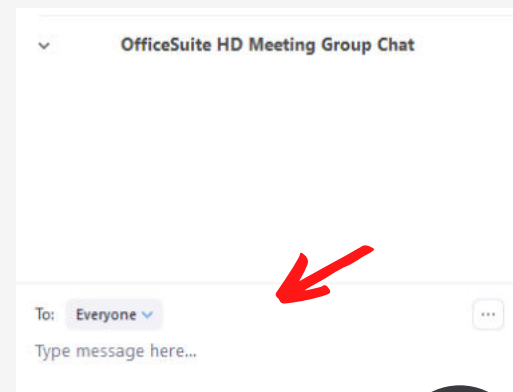 OfficeSuite HD Meeting Group Chat
To: Everyone
Type message here...